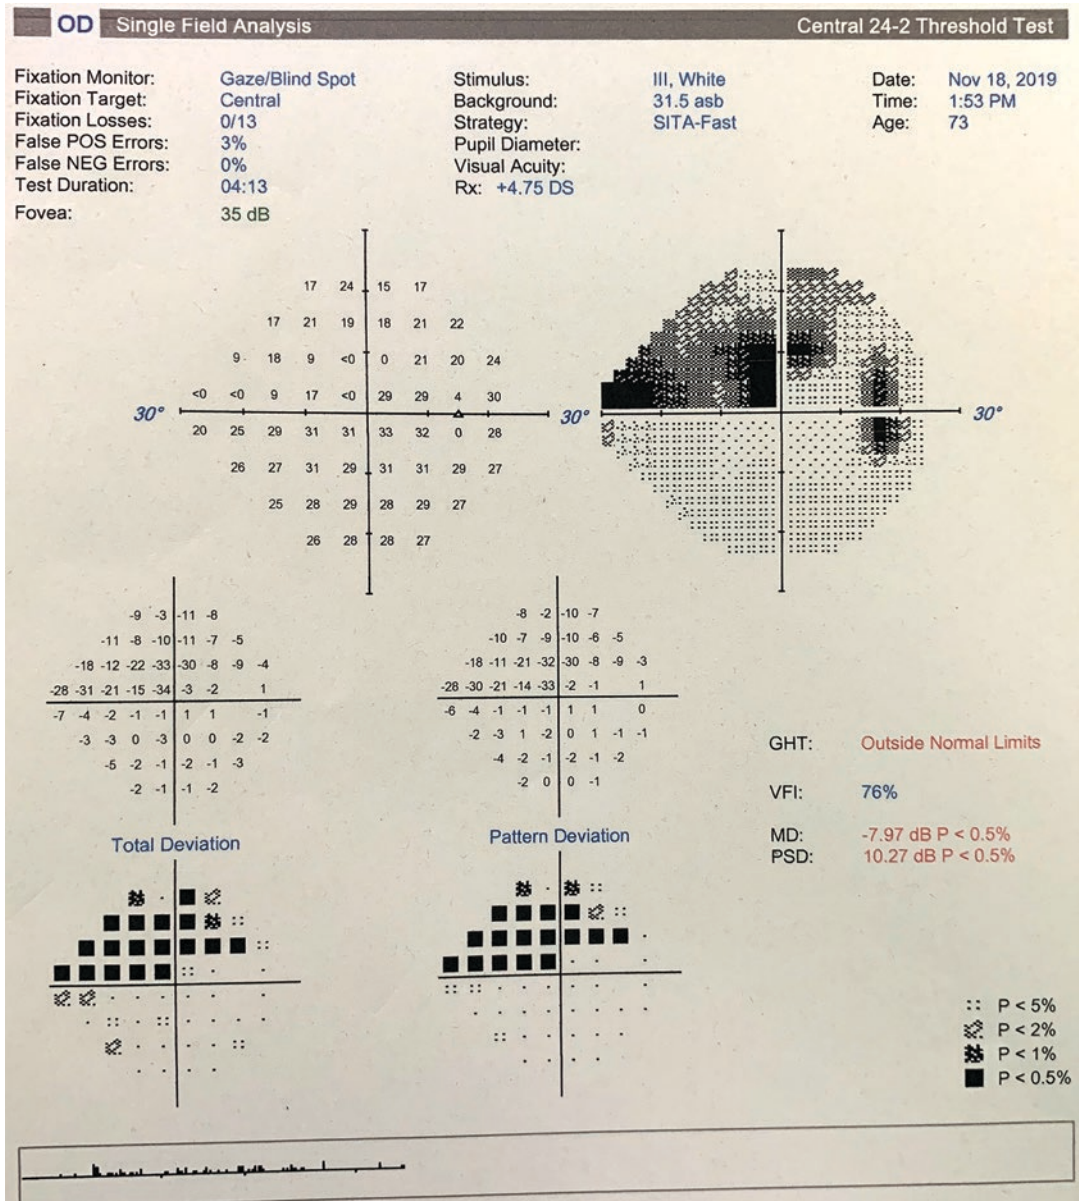 OD Single Field Analysis Central 24-2 Threshold Test
Fixation Monitor: Gaze/Blind Spot Stimulus: III, White Date: Nov 18, 2019
Fixation Target: Central Background: 31.5 asb Time: 1:53 PM
Fixation Losses: 0/13 Strategy: SITA-Fast Age: 73
False POS Errors: 3% Pupil Diameter:
False NEG Errors: 0% Visual Acuity:
Test Duration: 04:13 Rx: +4.75 DS
Fovea: 35 dB
17 24 15 17
17 21 19 18 21 22
9 18 9 <0 0 21 20 24
<0 <0 9 17 <0 29 29 4 30
30° 30° 30°
20 25 29 31 31 33 32 0 28
26 27 31 29 31 31 29 27
25 28 29 28 29 27
26 28 28 27
-9 -3 -11 -8 -8 -2 -10 -7
-11 -8 -10 -11 -7 -5 -10 -7 -9 -10 -6 -5
-18 -12 -22 -33 -30 -8 -9 -4 -18 -11 -21 -32 -30 -8 -9 -3
-28 -31 -21 -15 -34 -3 -2 1 -28 -30 -21 -14 -33 -2 -1 1
-7 -4 -2 -1 -1 1 1 -1 -6 -4 -1 -1 -1 1 1 0
-3 -3 0 -3 0 0 -2 -2 -2 -3 1 -2 0 1 -1 -1
-5 -2 -1 -2 -1 -3 -4 -2 -1 -2 -1 -2
-2 -1 -1 -2 -2 0 0 -1
GHT: Outside Normal Limits
VFI: 76%
MD: -7.97 dB P < 0.5%
PSD: 10.27 dB P < 0.5%
Total Deviation Pattern Deviation
P < 5%
P < 2%
P < 1%
P < 0.5%